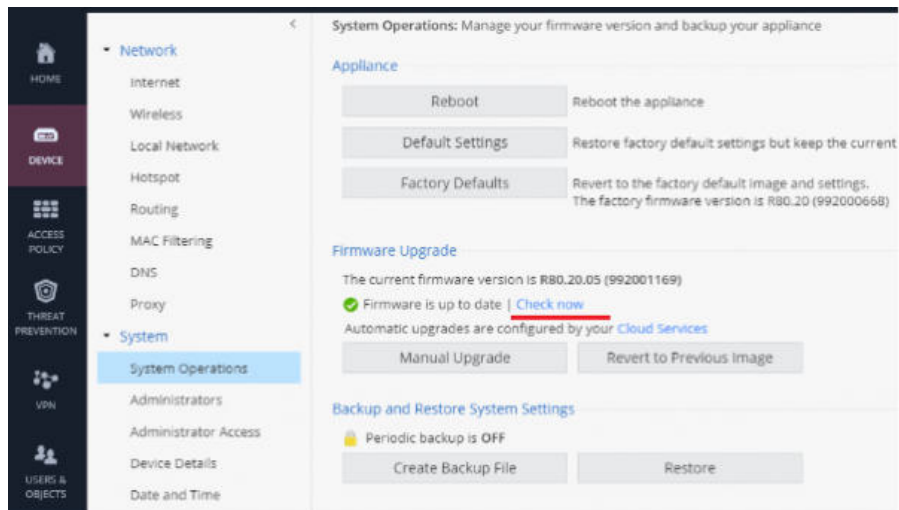 HOME
DEVICE
ACCESS
POLICY
THREAT
PREVENTION
VPN
USERS &
OBJECTS
<
Network
Internet
Wireless
Local Network
Hotspot
Routing
MAC Filtering
DNS
Proxy
System
System Operations
Administrators
Administrator Access
Device Details
Date and Time
System Operations: Manage your firmware version and backup your appliance
Appliance
Reboot Reboot the appliance
Default Settings Restore factory default settings but keep the current
Factory Defaults Revert to the factory default image and settings.
The factory firmware version is R80.20 (992000668)
Firmware Upgrade
The current firmware version is R80.20.05 (992001169)
Firmware is up to date | Check now
Automatic upgrades are configured by your Cloud Services
Manual Upgrade Revert to Previous Image
Backup and Restore System Settings
Periodic backup is OFF
Create Backup File Restore